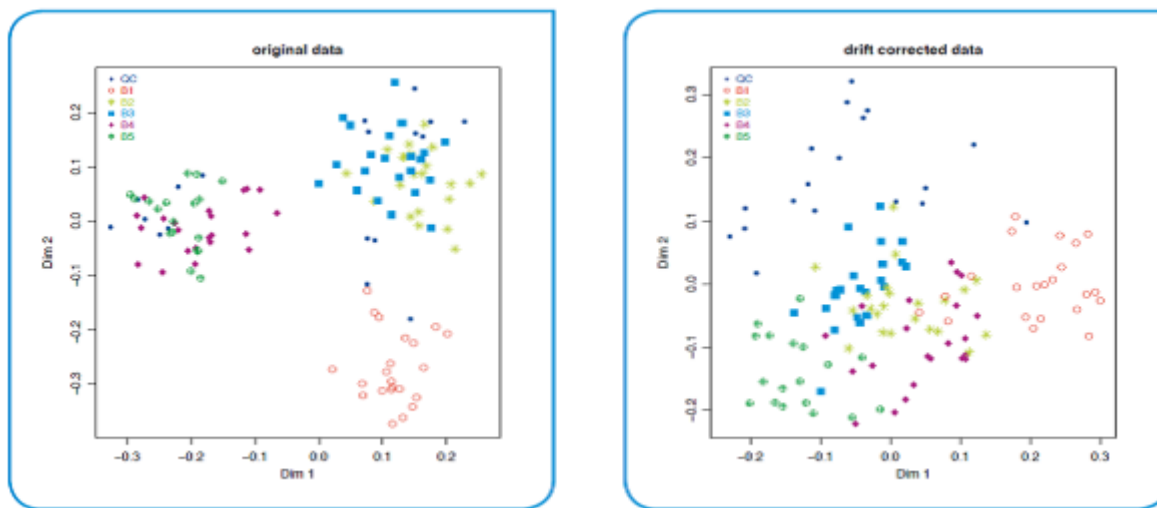 original data
QC
B1
B2
B3
B4
B5
0.2
0.1
0.0
-0.1
-0.2
-0.3
Dim 2
-0.3 -0.2 -0.1 0.0 0.1 0.2
Dim 1
drift corrected data
QC
B1
B2
B3
B4
B5
0.3
0.2
0.1
0.0
-0.1
-0.2
Dim 2
-0.2 -0.1 0.0 0.1 0.2 0.3
Dim 1